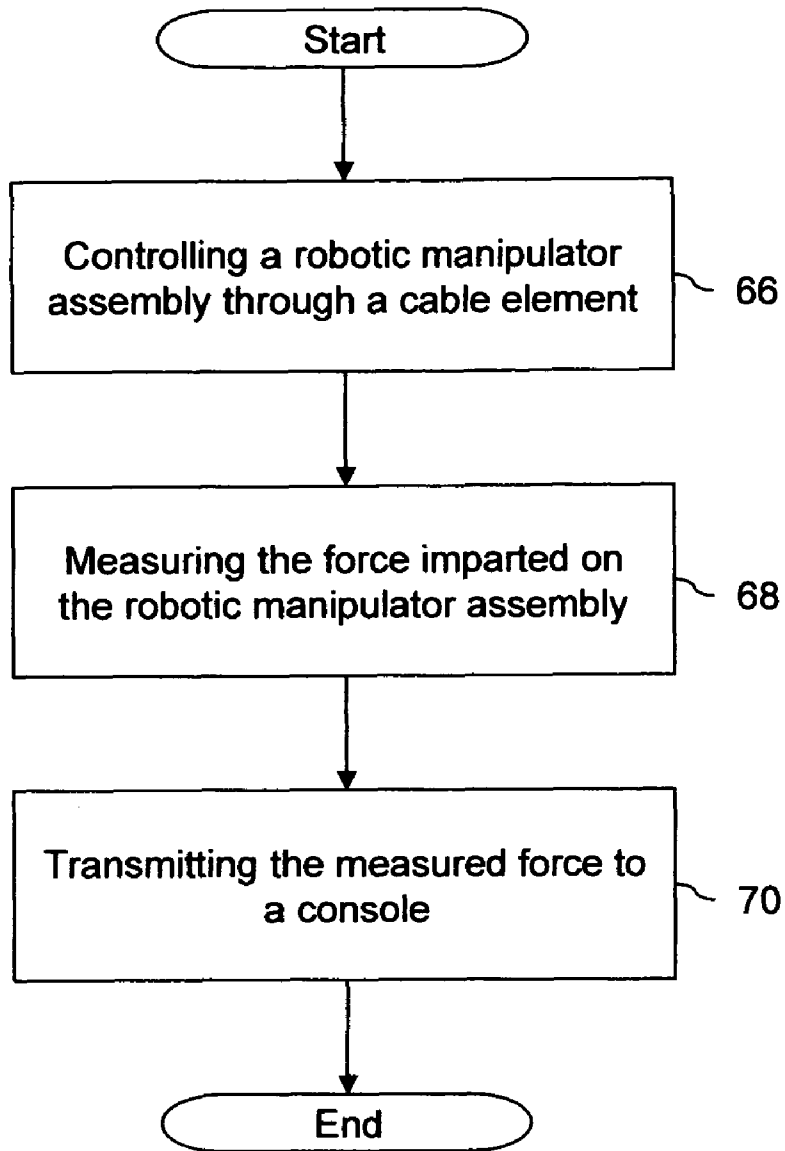 Start
Controlling a robotic manipulator
assembly through a cable element
66
Measuring the force imparted on
the robotic manipulator assembly
68
Transmitting the measured force to
a console
70
End